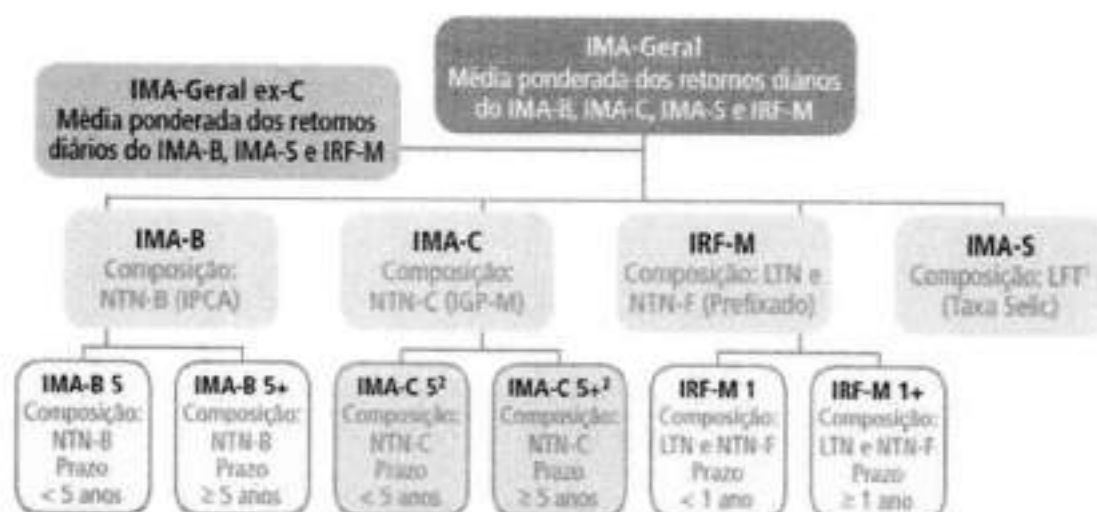 IMA-Geral
Média ponderada dos retornos diários
do IMA-B, IMA-C, IMA-S e IRF-M
IMA-Geral ex-C
Média ponderada dos retornos
diários do IMA-B, IMA-S e IRF-M
IMA-B
Composição:
NTN-B (IPCA)
IMA-C
Composição:
NTN-C (IGP-M)
IRF-M
Composição: LTN e
NTN-F (Prefixado)
IMA-S
Composição: LFT¹
(Taxa Selic)
IMA-B 5
Composição:
NTN-B
Prazo
< 5 anos
IMA-B 5+
Composição:
NTN-B
Prazo
≥ 5 anos
IMA-C 5²
Composição:
NTN-C
Prazo
< 5 anos
IMA-C 5+²
Composição:
NTN-C
Prazo
≥ 5 anos
IRF-M 1
Composição:
LTN e NTN-F
Prazo
< 1 ano
IRF-M 1+
Composição:
LTN e NTN-F
Prazo
≥ 1 ano